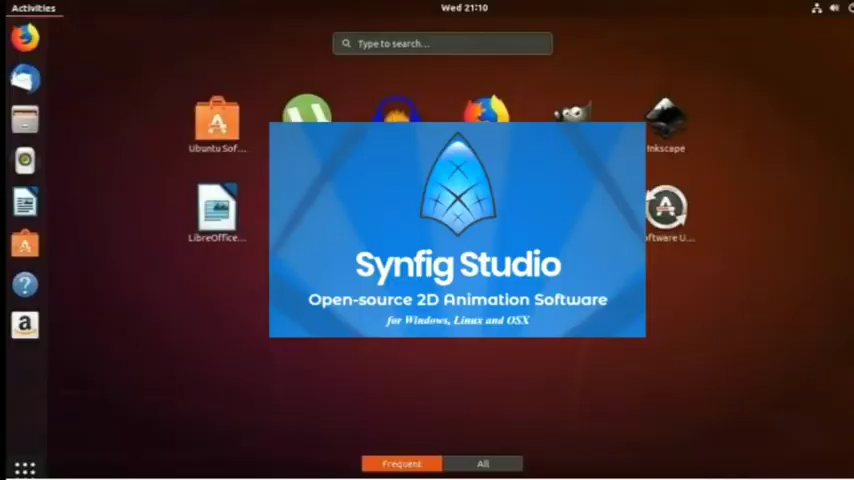 Activities
Wed 21:10
Type to search...
Ubuntu Sof...
Inkscape
LibreOffice...
oftware U...
Synfig Studio
Open-source 2D Animation Software
for Windows, Linux and OSX
Frequent
All